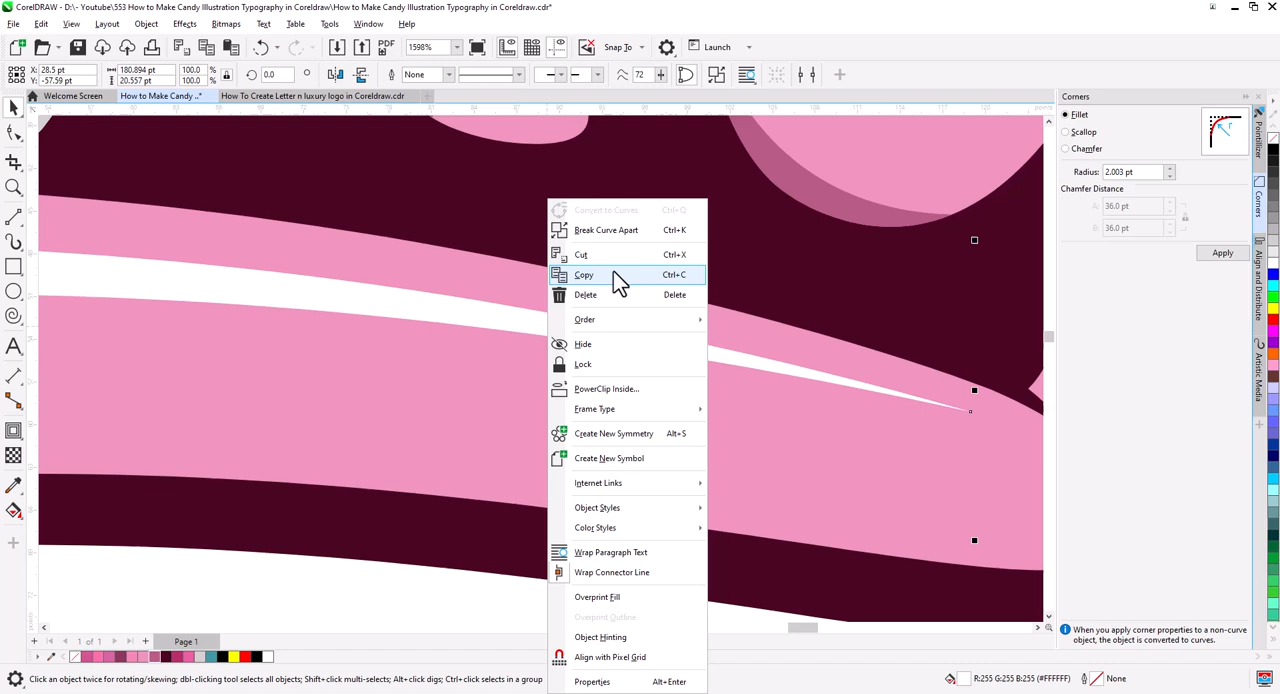 CorelDRAW - D:\- Youtube\553 How to Make Candy Illustration Typography in Coreldraw\How to Make Candy Illustration Typography in Coreldraw.cdr*
File Edit View Layout Object Effects Bitmaps Text Table Tools Window Help
PDF 1598% Snap To Launch
X: 28.5 pt 180.894 pt 100.0 % 0.0 None 72
Y: -57.59 pt 20.557 pt 100.0 %
Welcome Screen How to Make Candy ..* How To Create Letter n luxury logo in Coreldraw.cdr
Corners
Fillet
Scallop
Chamfer
Radius: 2.003 pt
Chamfer Distance
A: 36.0 pt
B: 36.0 pt
Apply
Pointillizer
Corners
Align and Distribute
Artistic Media
Convert to Curves Ctrl+Q
Break Curve Apart Ctrl+K
Cut Ctrl+X
Copy Ctrl+C
Delete Delete
Order
Hide
Lock
PowerClip Inside...
Frame Type
Create New Symmetry Alt+S
Create New Symbol
Internet Links
Object Styles
Color Styles
Wrap Paragraph Text
Wrap Connector Line
Overprint Fill
Overprint Outline
Object Hinting
Align with Pixel Grid
Properties Alt+Enter
1 of 1 Page 1
When you apply corner properties to a non-curve
object, the object is converted to curves.
Click an object twice for rotating/skewing; dbl-clicking tool selects all objects; Shift+click multi-selects; Alt+click digs; Ctrl+click selects in a group
R:255 G:255 B:255 (#FFFFFF) None